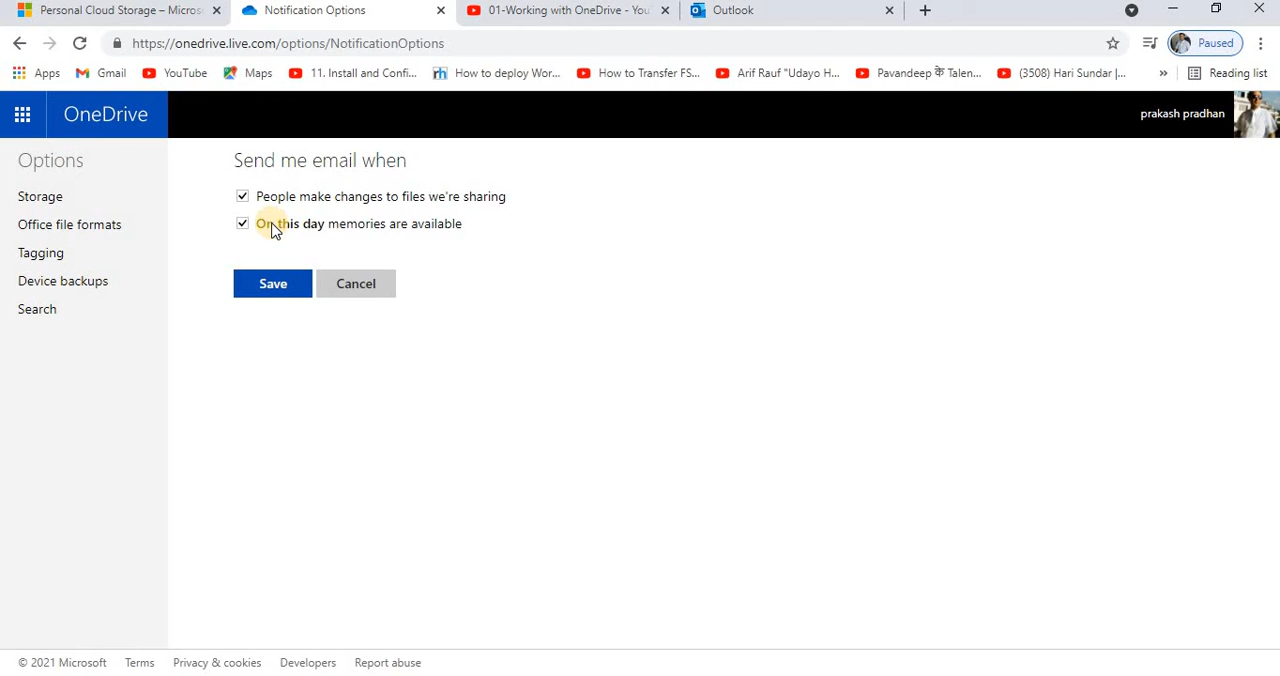 Personal Cloud Storage – Micros
Notification Options
01-Working with OneDrive - You
Outlook
https://onedrive.live.com/options/NotificationOptions
Paused
Apps
Gmail
YouTube
Maps
11. Install and Confi...
How to deploy Wor...
How to Transfer FS...
Arif Rauf "Udayo H...
Pavandeep के Talen...
(3508) Hari Sundar |...
»
Reading list
OneDrive
prakash pradhan
Options
Storage
Office file formats
Tagging
Device backups
Search
Send me email when
People make changes to files we're sharing
On this day memories are available
Save
Cancel
© 2021 Microsoft
Terms
Privacy & cookies
Developers
Report abuse